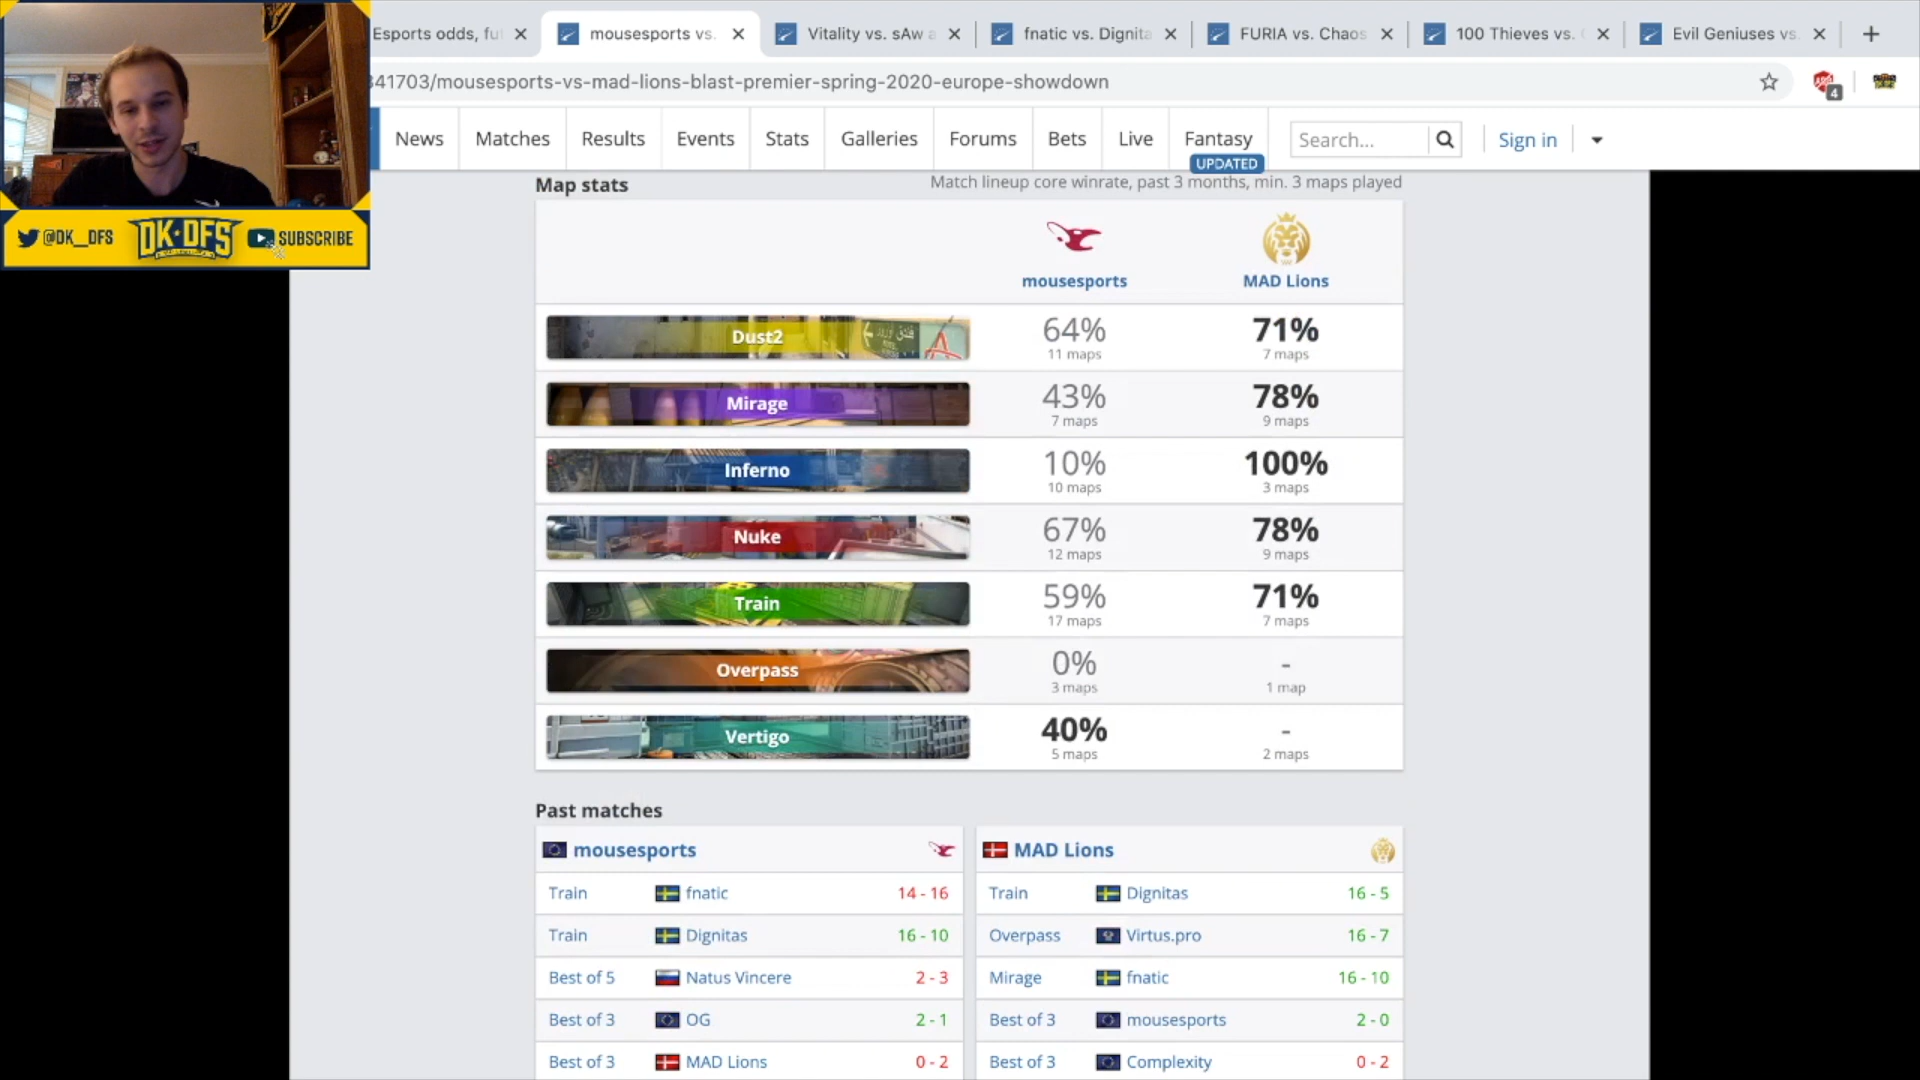 Esports odds, ful
mousesports vs.
Vitality vs. sAw a
fnatic vs. Dignita
FURIA vs. Chaos
100 Thieves vs.
Evil Geniuses vs.
341703/mousesports-vs-mad-lions-blast-premier-spring-2020-europe-showdown
4
News Matches Results Events Stats Galleries Forums Bets Live Fantasy Search... Sign in
UPDATED
@DK__DFS DK★DFS SUBSCRIBE
Map stats Match lineup core winrate, past 3 months, min. 3 maps played
mousesports MAD Lions
Dust2 64% 71%
11 maps 7 maps
Mirage 43% 78%
7 maps 9 maps
Inferno 10% 100%
10 maps 3 maps
Nuke 67% 78%
12 maps 9 maps
Train 59% 71%
17 maps 7 maps
Overpass 0% -
3 maps 1 map
Vertigo 40% -
5 maps 2 maps
Past matches
mousesports
Train fnatic 14 - 16
Train Dignitas 16 - 10
Best of 5 Natus Vincere 2 - 3
Best of 3 OG 2 - 1
Best of 3 MAD Lions 0 - 2
MAD Lions
Train Dignitas 16 - 5
Overpass Virtus.pro 16 - 7
Mirage fnatic 16 - 10
Best of 3 mousesports 2 - 0
Best of 3 Complexity 0 - 2